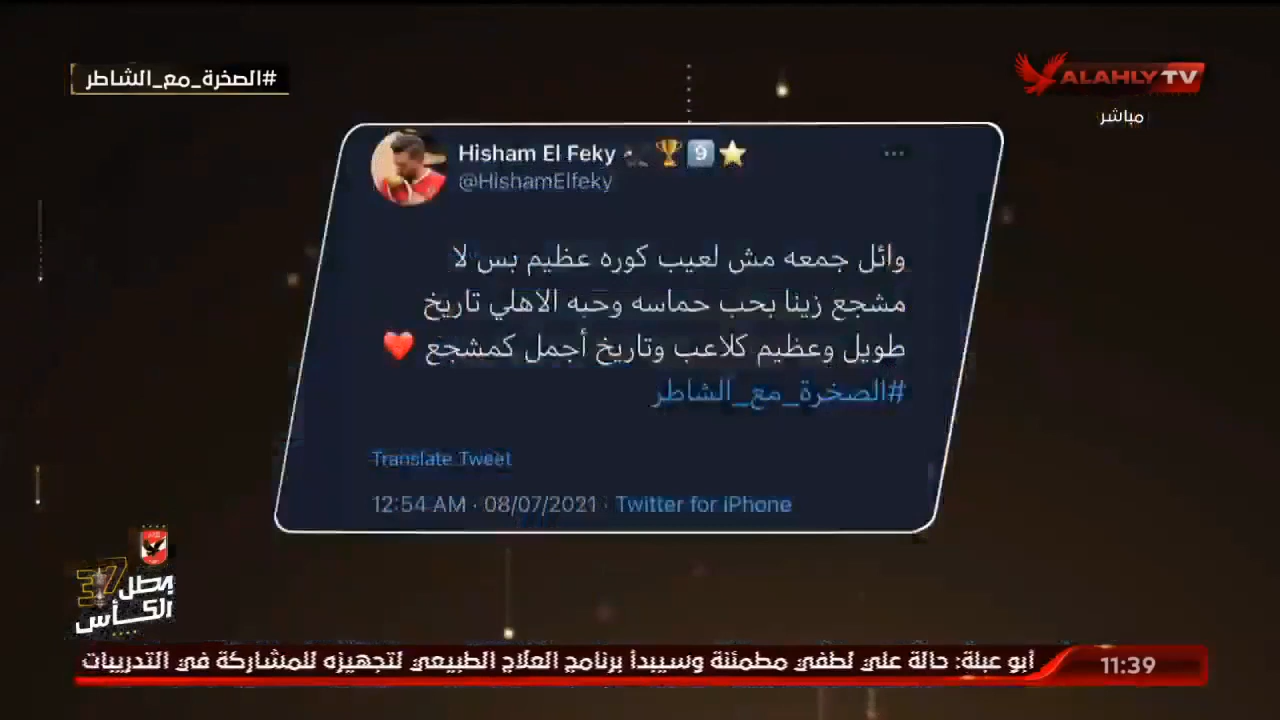 #الصخرة_مع_الشاطر
ALAHLY TV
مباشر
Hisham El Feky 🦅🏆9️⃣⭐
@HishamElfeky
وائل جمعه مش لعيب كوره عظيم بس لا
مشجع زينا بحب حماسه وحبه الاهلي تاريخ
طويل وعظيم كلاعب وتاريخ أجمل كمشجع ❤️
#الصخرة_مع_الشاطر
Translate Tweet
12:54 AM · 08/07/2021 · Twitter for iPhone
بطل 37
الكأس
أبو عبلة: حالة علي لطفي مطمئنة وسيبدأ برنامج العلاج الطبيعي لتجهيزه للمشاركة في التدريبات
11:39